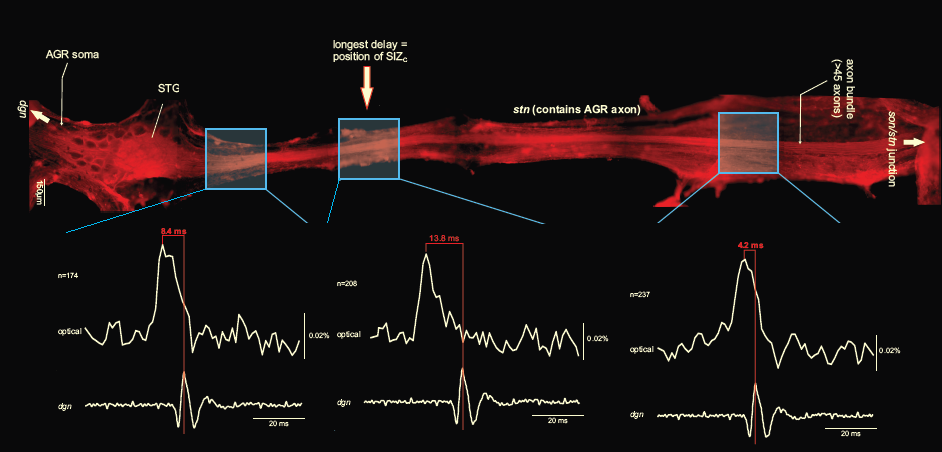 longest delay =
position of SIZc
AGR soma
STG
stn (contains AGR axon)
axon bundle
(>45 axons)
dgn
son/stn junction
150µm
8.4 ms
n=174
optical
0.02%
dgn
20 ms
13.8 ms
n=208
optical
0.02%
dgn
20 ms
4.2 ms
n=237
optical
0.02%
dgn
20 ms